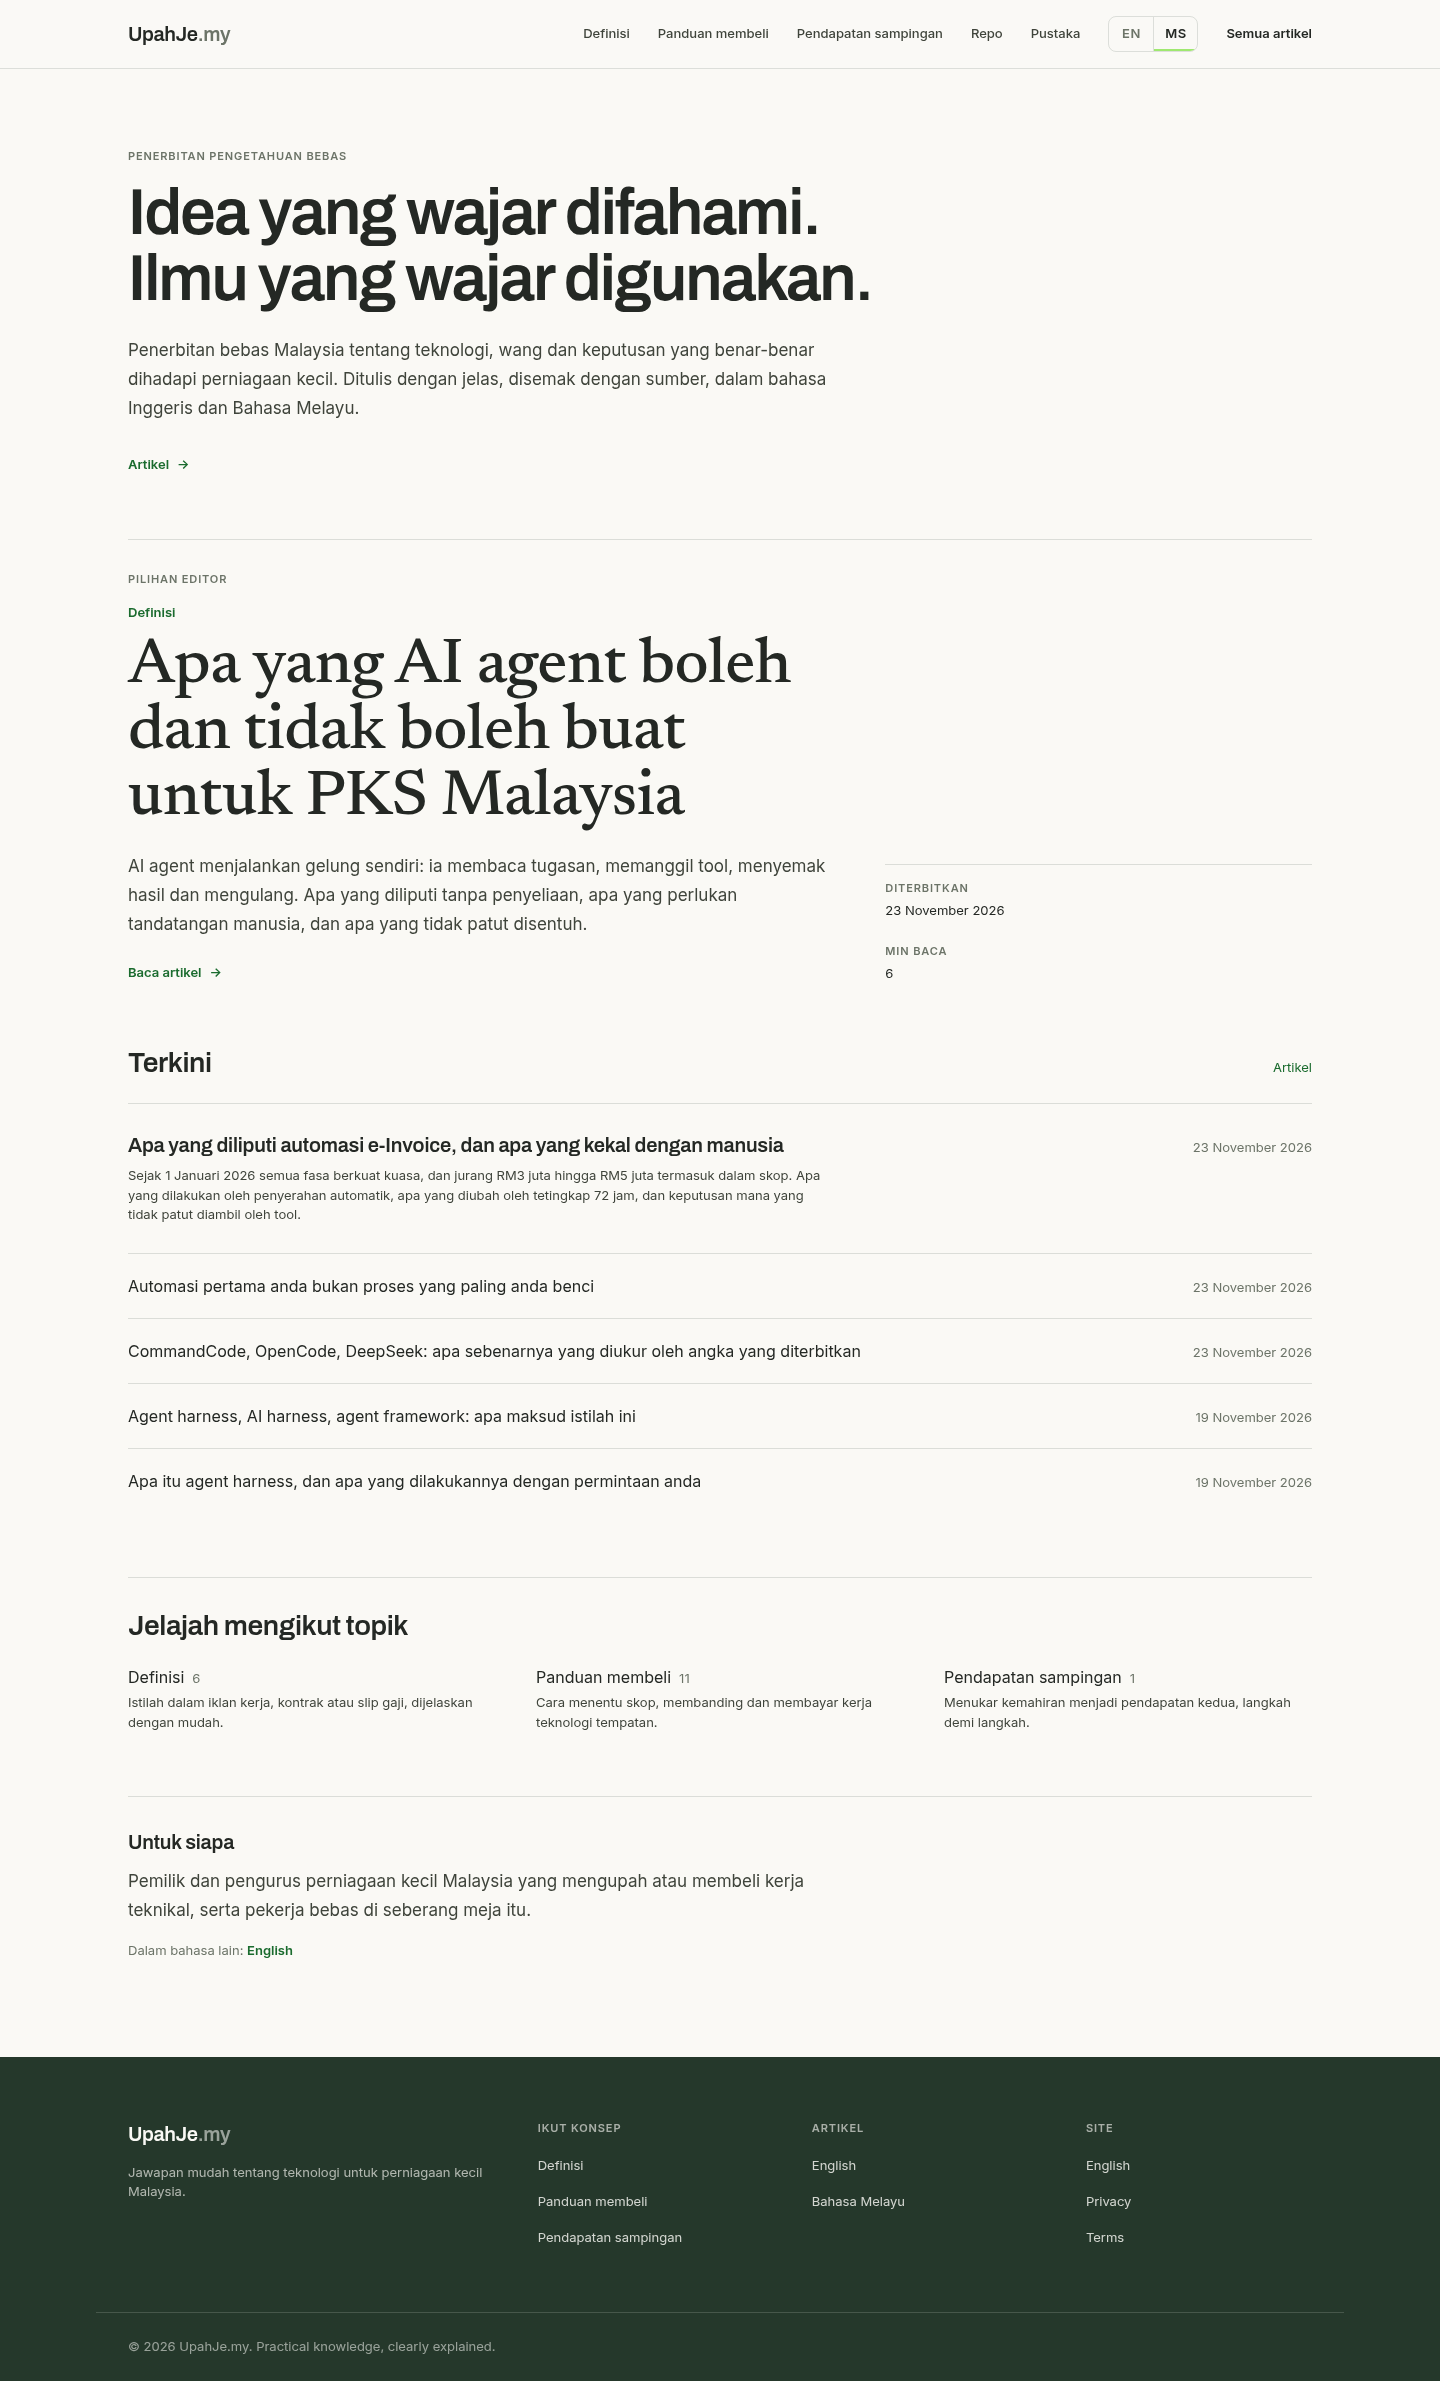 UpahJe.my
Definisi
Panduan membeli
Pendapatan sampingan
Repo
Pustaka
EN
MS
Semua artikel
PENERBITAN PENGETAHUAN BEBAS
Idea yang wajar difahami.
Ilmu yang wajar digunakan.
Penerbitan bebas Malaysia tentang teknologi, wang dan keputusan yang benar-benar
dihadapi perniagaan kecil. Ditulis dengan jelas, disemak dengan sumber, dalam bahasa
Inggeris dan Bahasa Melayu.
Artikel →
PILIHAN EDITOR
Definisi
Apa yang AI agent boleh
dan tidak boleh buat
untuk PKS Malaysia
AI agent menjalankan gelung sendiri: ia membaca tugasan, memanggil tool, menyemak
hasil dan mengulang. Apa yang diliputi tanpa penyeliaan, apa yang perlukan
tandatangan manusia, dan apa yang tidak patut disentuh.
Baca artikel →
DITERBITKAN
23 November 2026
MIN BACA
6
Terkini
Artikel
Apa yang diliputi automasi e-Invoice, dan apa yang kekal dengan manusia
23 November 2026
Sejak 1 Januari 2026 semua fasa berkuat kuasa, dan jurang RM3 juta hingga RM5 juta termasuk dalam skop. Apa
yang dilakukan oleh penyerahan automatik, apa yang diubah oleh tetingkap 72 jam, dan keputusan mana yang
tidak patut diambil oleh tool.
Automasi pertama anda bukan proses yang paling anda benci
23 November 2026
CommandCode, OpenCode, DeepSeek: apa sebenarnya yang diukur oleh angka yang diterbitkan
23 November 2026
Agent harness, AI harness, agent framework: apa maksud istilah ini
19 November 2026
Apa itu agent harness, dan apa yang dilakukannya dengan permintaan anda
19 November 2026
Jelajah mengikut topik
Definisi 6
Istilah dalam iklan kerja, kontrak atau slip gaji, dijelaskan
dengan mudah.
Panduan membeli 11
Cara menentu skop, membanding dan membayar kerja
teknologi tempatan.
Pendapatan sampingan 1
Menukar kemahiran menjadi pendapatan kedua, langkah
demi langkah.
Untuk siapa
Pemilik dan pengurus perniagaan kecil Malaysia yang mengupah atau membeli kerja
teknikal, serta pekerja bebas di seberang meja itu.
Dalam bahasa lain: English
UpahJe.my
Jawapan mudah tentang teknologi untuk perniagaan kecil
Malaysia.
IKUT KONSEP
Definisi
Panduan membeli
Pendapatan sampingan
ARTIKEL
English
Bahasa Melayu
SITE
English
Privacy
Terms
© 2026 UpahJe.my. Practical knowledge, clearly explained.